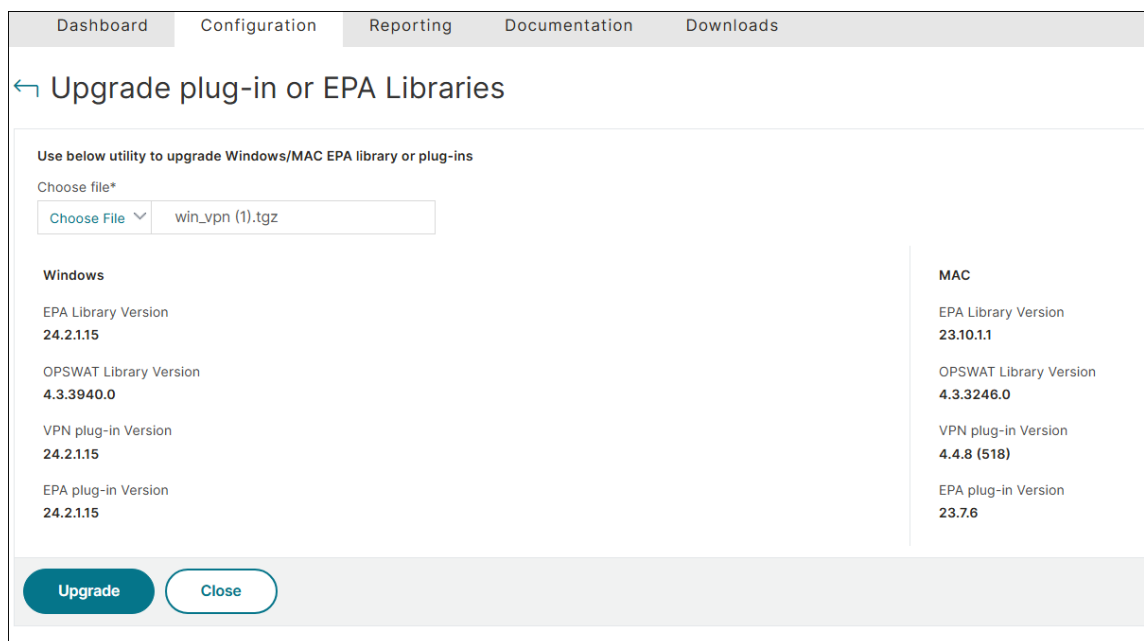 Dashboard Configuration Reporting Documentation Downloads
Upgrade plug-in or EPA Libraries
Use below utility to upgrade Windows/MAC EPA library or plug-ins
Choose file*
Choose File win_vpn (1).tgz
Windows
EPA Library Version
24.2.1.15
OPSWAT Library Version
4.3.3940.0
VPN plug-in Version
24.2.1.15
EPA plug-in Version
24.2.1.15
MAC
EPA Library Version
23.10.1.1
OPSWAT Library Version
4.3.3246.0
VPN plug-in Version
4.4.8 (518)
EPA plug-in Version
23.7.6
Upgrade Close